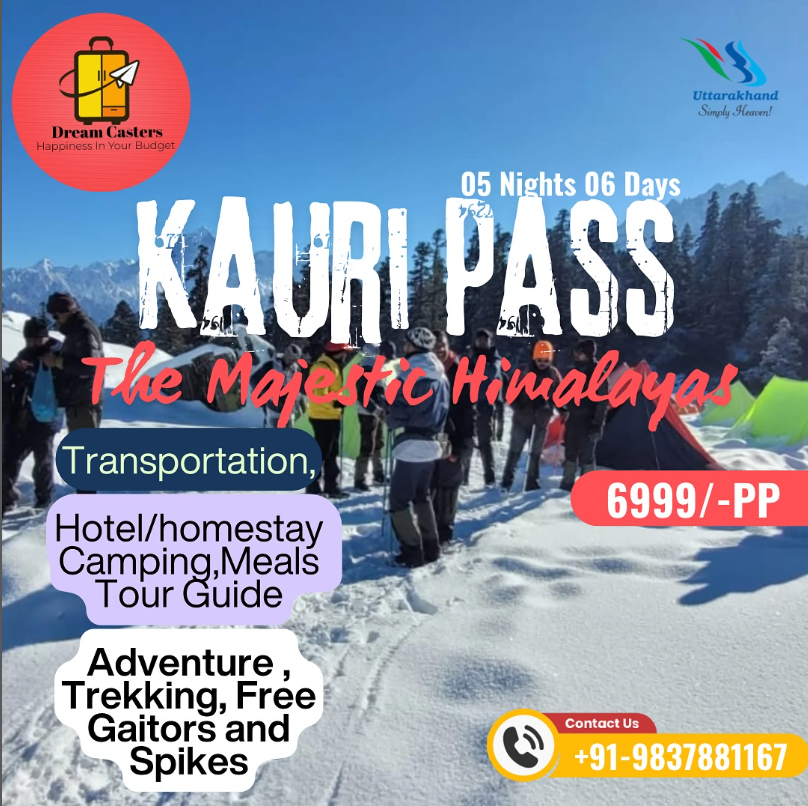 Dream Casters
Happiness In Your Budget
Uttarakhand
Simply Heaven!
05 Nights 06 Days
KAURI PASS
The Majestic Himalayas
Transportation,
Hotel/homestay
Camping,Meals
Tour Guide
6999/-PP
Adventure ,
Trekking, Free
Gaitors and
Spikes
Contact Us
+91-9837881167